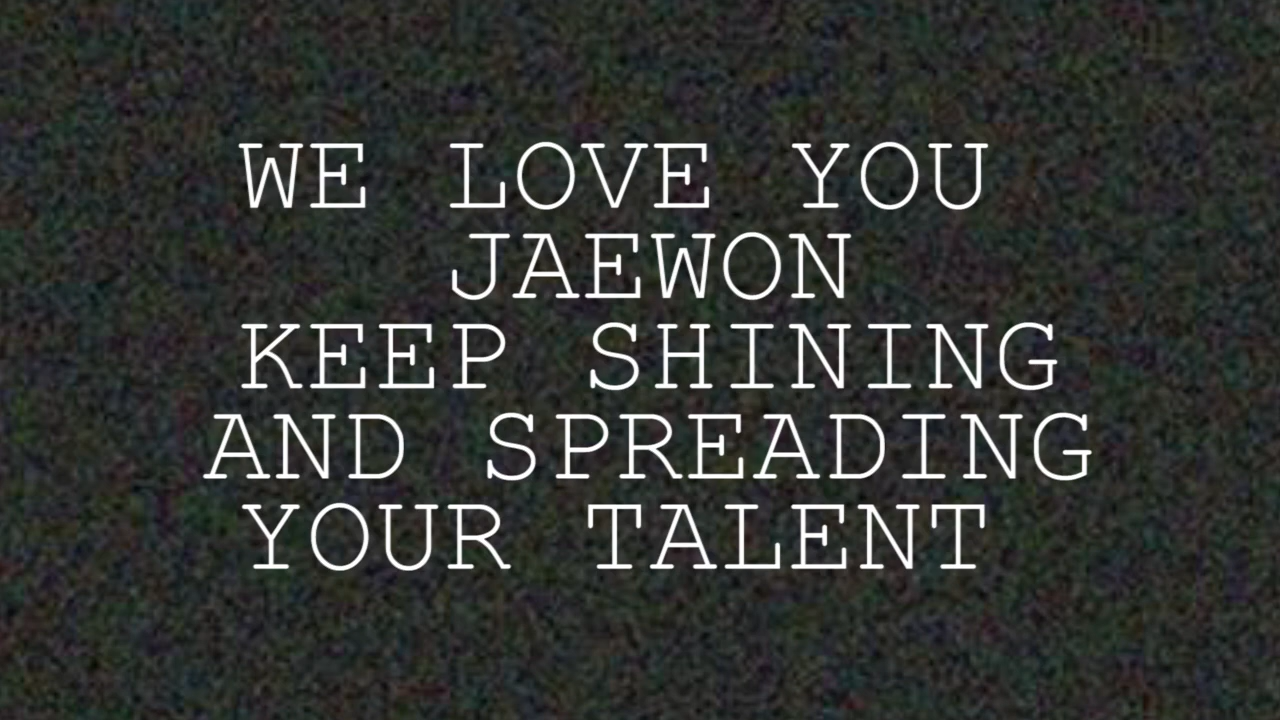 WE LOVE YOU
JAEWON
KEEP SHINING
AND SPREADING
YOUR TALENT